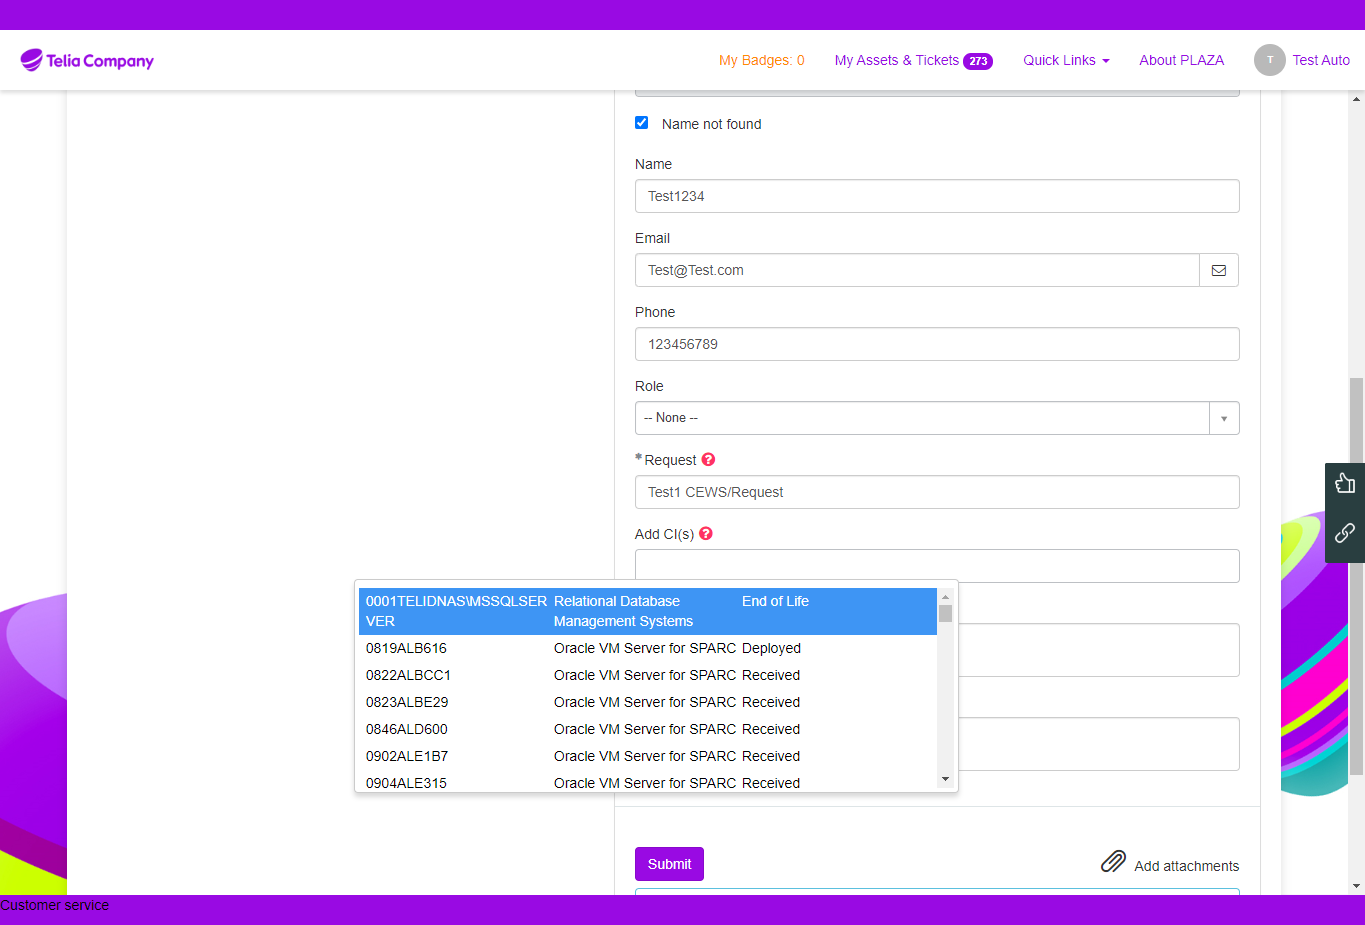 Telia Company
My Badges: 0
My Assets & Tickets 273
Quick Links
About PLAZA
T
Test Auto
Name not found
Name
Test1234
Email
Test@Test.com
Phone
123456789
Role
-- None --
* Request ?
Test1 CEWS/Request
Add CI(s) ?
0001TELIDNAS\MSSQLSER Relational Database End of Life
VER Management Systems
0819ALB616 Oracle VM Server for SPARC Deployed
0822ALBCC1 Oracle VM Server for SPARC Received
0823ALBE29 Oracle VM Server for SPARC Received
0846ALD600 Oracle VM Server for SPARC Received
0902ALE1B7 Oracle VM Server for SPARC Received
0904ALE315 Oracle VM Server for SPARC Received
Submit
Add attachments
Customer service